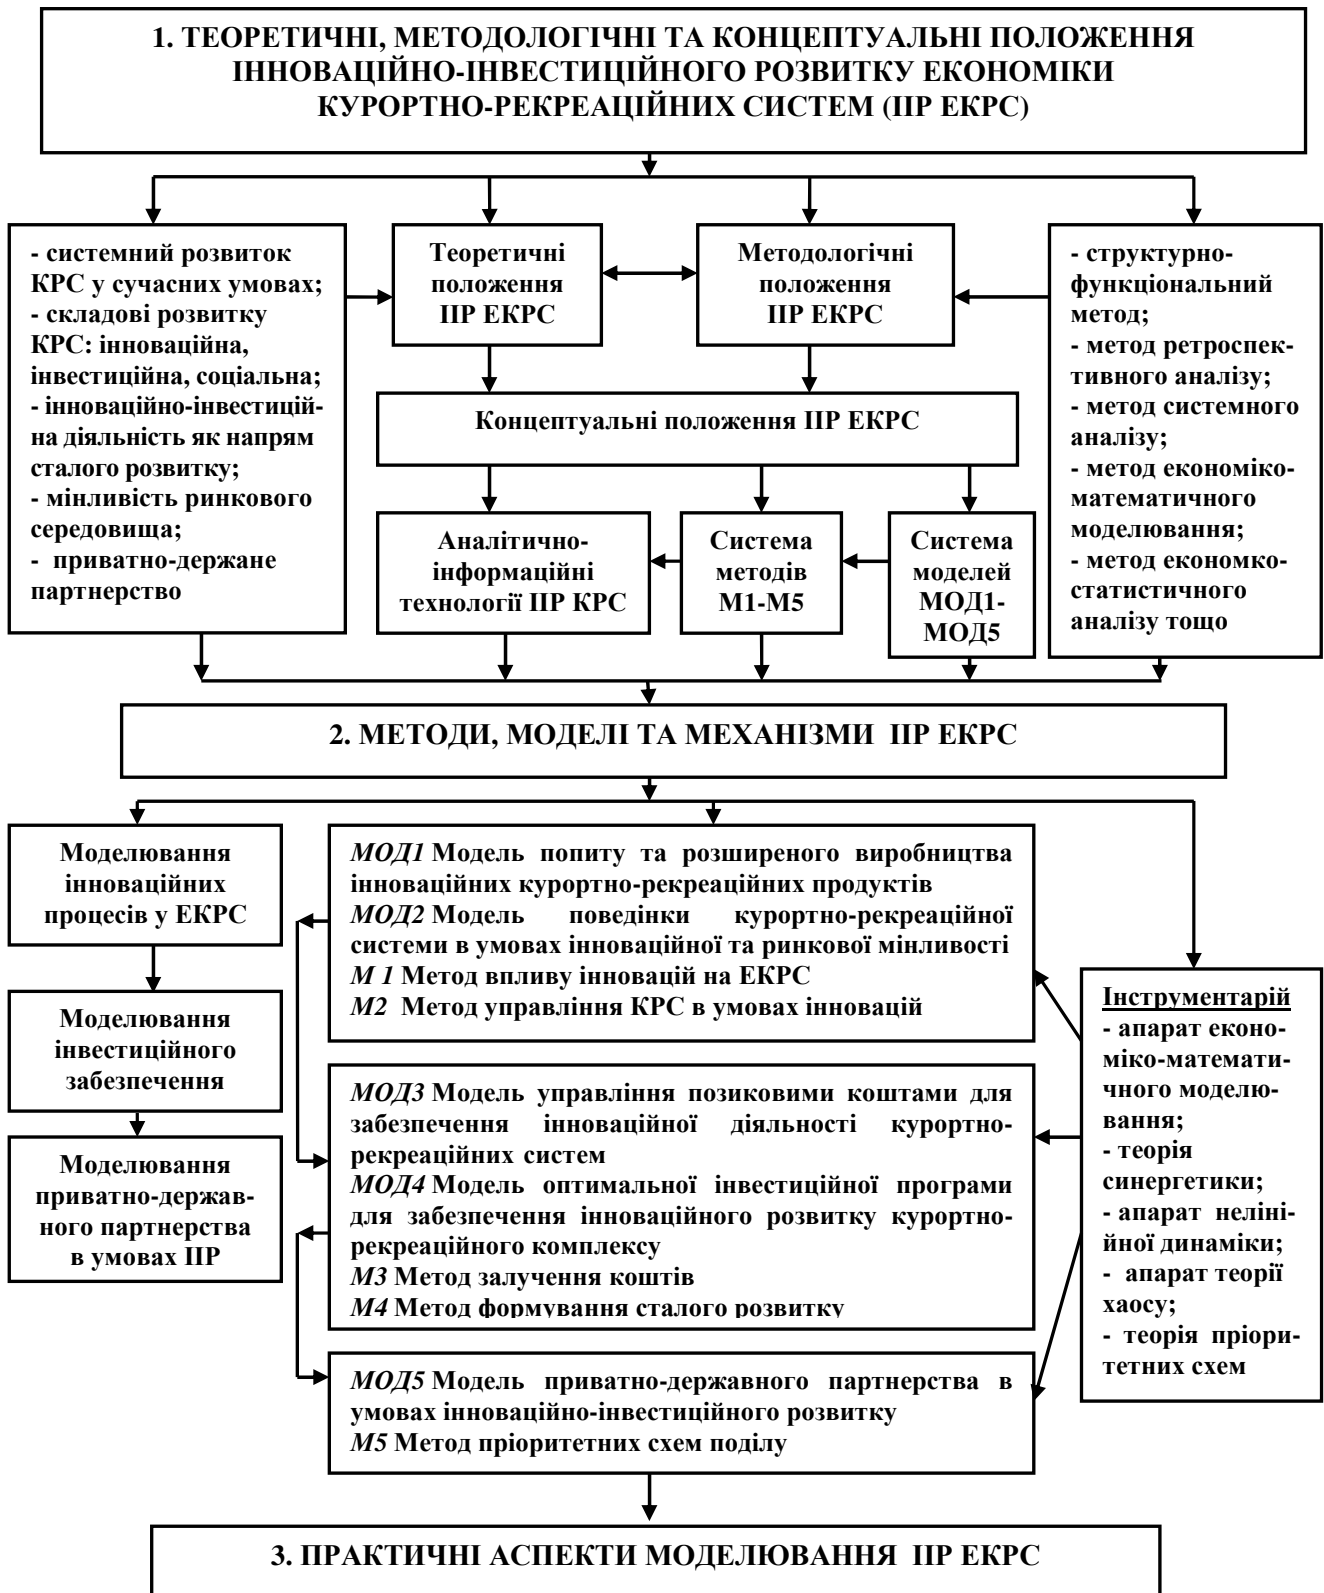 1. ТЕОРЕТИЧНІ, МЕТОДОЛОГІЧНІ ТА КОНЦЕПТУАЛЬНІ ПОЛОЖЕННЯ
ІННОВАЦІЙНО-ІНВЕСТИЦІЙНОГО РОЗВИТКУ ЕКОНОМІКИ
КУРОРТНО-РЕКРЕАЦІЙНИХ СИСТЕМ (ІІР ЕКРС)
- системний розвиток
КРС у сучасних умовах;
- складові розвитку
КРС: інноваційна,
інвестиційна, соціальна;
- інноваційно-інвестицій-
на діяльність як напрям
сталого розвитку;
- мінливість ринкового
середовища;
- приватно-держане
партнерство
Теоретичні
положення
ІІР ЕКРС
Методологічні
положення
ІІР ЕКРС
- структурно-
функціональний
метод;
- метод ретроспек-
тивного аналізу;
- метод системного
аналізу;
- метод економіко-
математичного
моделювання;
- метод економко-
статистичного
аналізу тощо
Концептуальні положення ІІР ЕКРС
Аналітично-
інформаційні
технології ІІР КРС
Система
методів
М1-М5
Система
моделей
МОД1-
МОД5
2. МЕТОДИ, МОДЕЛІ ТА МЕХАНІЗМИ ІІР ЕКРС
Моделювання
інноваційних
процесів у ЕКРС
Моделювання
інвестиційного
забезпечення
Моделювання
приватно-держав-
ного партнерства
в умовах ІІР
МОД1 Модель попиту та розширеного виробництва
інноваційних курортно-рекреаційних продуктів
МОД2 Модель поведінки курортно-рекреаційної
системи в умовах інноваційної та ринкової мінливості
М 1 Метод впливу інновацій на ЕКРС
М2 Метод управління КРС в умовах інновацій
МОД3 Модель управління позиковими коштами для
забезпечення інноваційної діяльності курортно-
рекреаційних систем
МОД4 Модель оптимальної інвестиційної програми
для забезпечення інноваційного розвитку курортно-
рекреаційного комплексу
М3 Метод залучення коштів
М4 Метод формування сталого розвитку
МОД5 Модель приватно-державного партнерства в
умовах інноваційно-інвестиційного розвитку
М5 Метод пріоритетних схем поділу
Інструментарій
- апарат еконо-
міко-математи-
чного моделю-
вання;
- теорія
синергетики;
- апарат неліні-
йної динаміки;
- апарат теорії
хаосу;
- теорія пріори-
тетних схем
3. ПРАКТИЧНІ АСПЕКТИ МОДЕЛЮВАННЯ ІІР ЕКРС